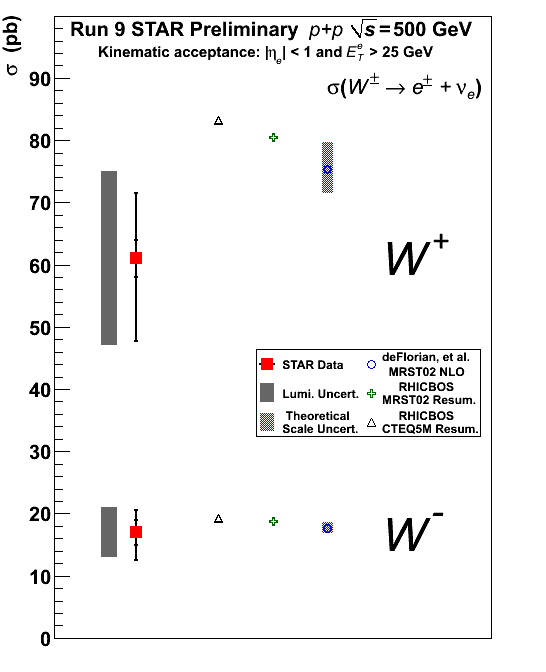 Run 9 STAR Preliminary p+p √s = 500 GeV
Kinematic acceptance: |ηₑ| < 1 and Eᵉ_T > 25 GeV
σ(W± → e± + νₑ)
σ (pb)
90
80
70
60
50
40
30
20
10
0
W⁺
STAR Data
Lumi. Uncert.
Theoretical
Scale Uncert.
deFlorian, et al.
MRST02 NLO
RHICBOS
MRST02 Resum.
RHICBOS
CTEQ5M Resum.
W⁻